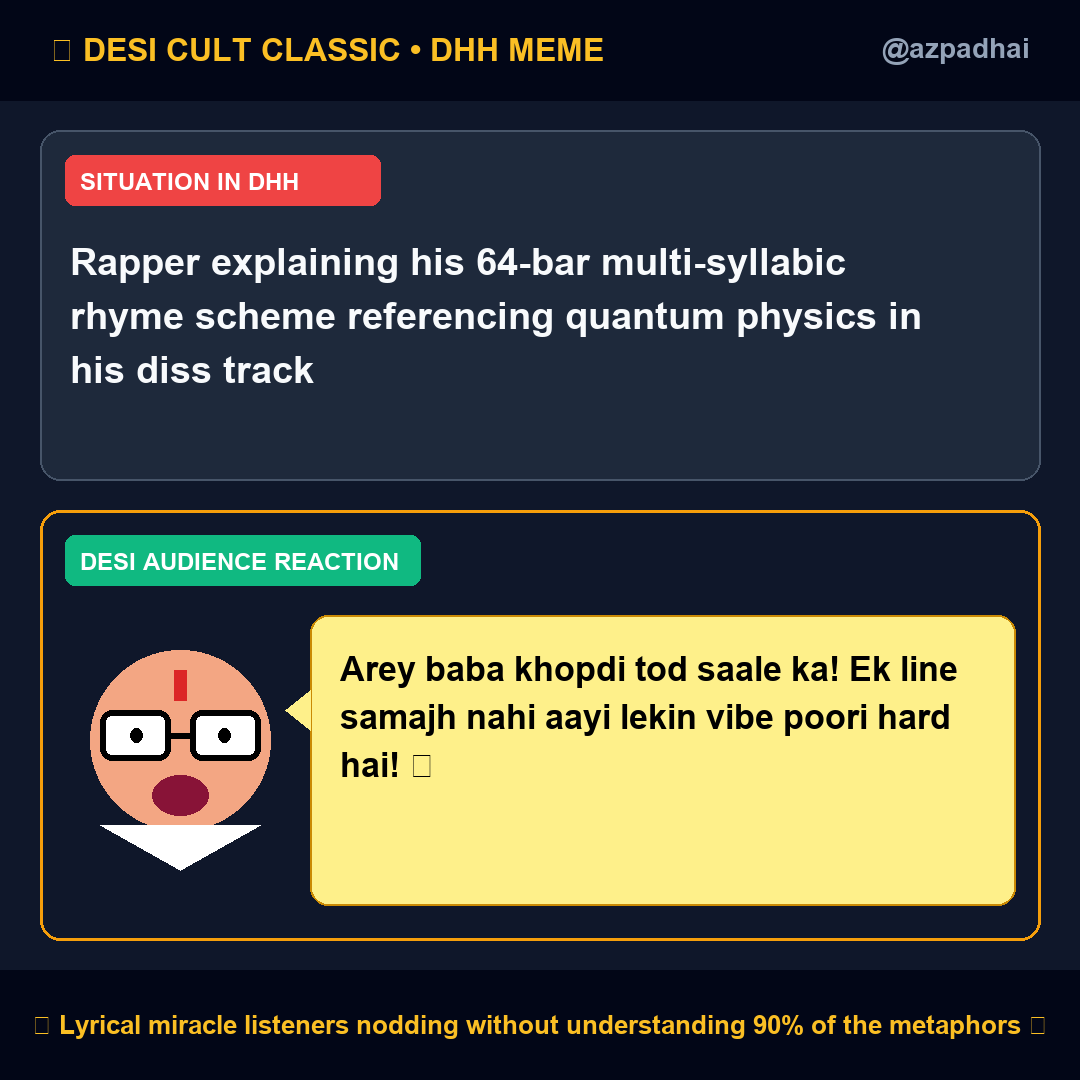 DESI CULT CLASSIC • DHH MEME
@azpadhai
SITUATION IN DHH
Rapper explaining his 64-bar multi-syllabic
rhyme scheme referencing quantum physics in
his diss track
DESI AUDIENCE REACTION
Arey baba khopdi tod saale ka! Ek line
samajh nahi aayi lekin vibe poori hard
hai!
Lyrical miracle listeners nodding without understanding 90% of the metaphors